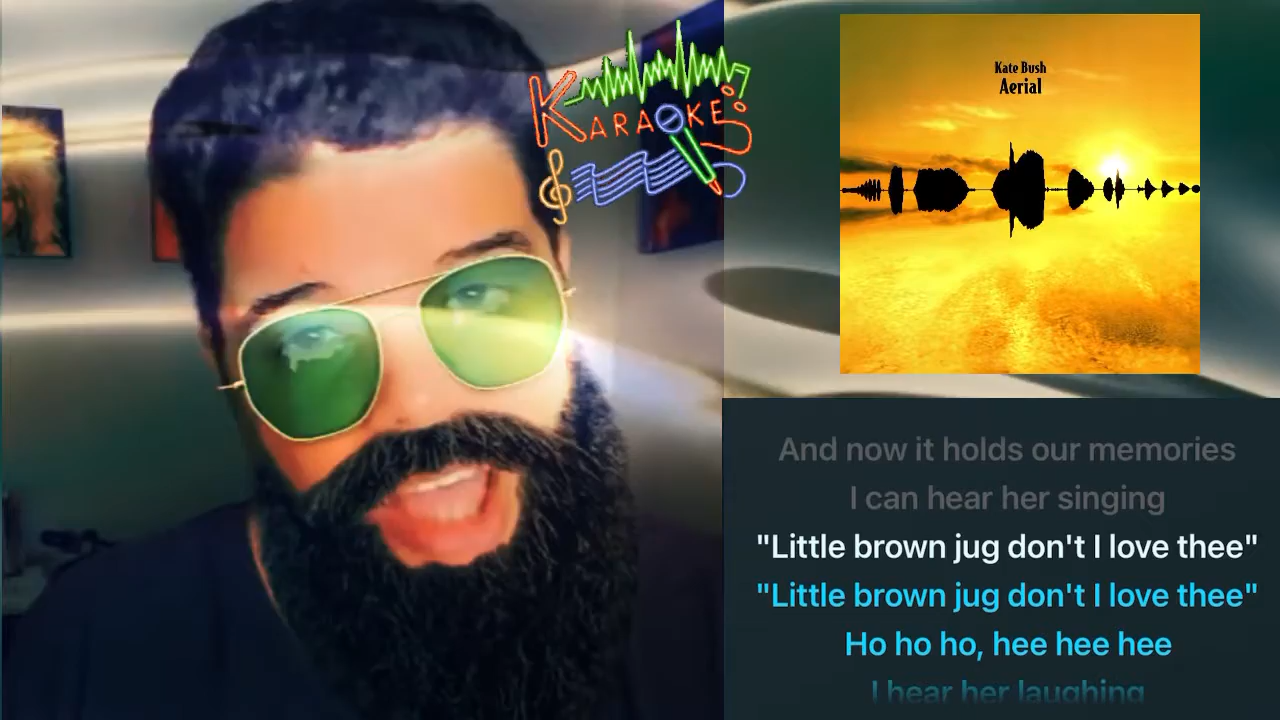 KARAOKE
Kate Bush
Aerial
And now it holds our memories
I can hear her singing
"Little brown jug don't I love thee"
"Little brown jug don't I love thee"
Ho ho ho, hee hee hee
I hear her laughing